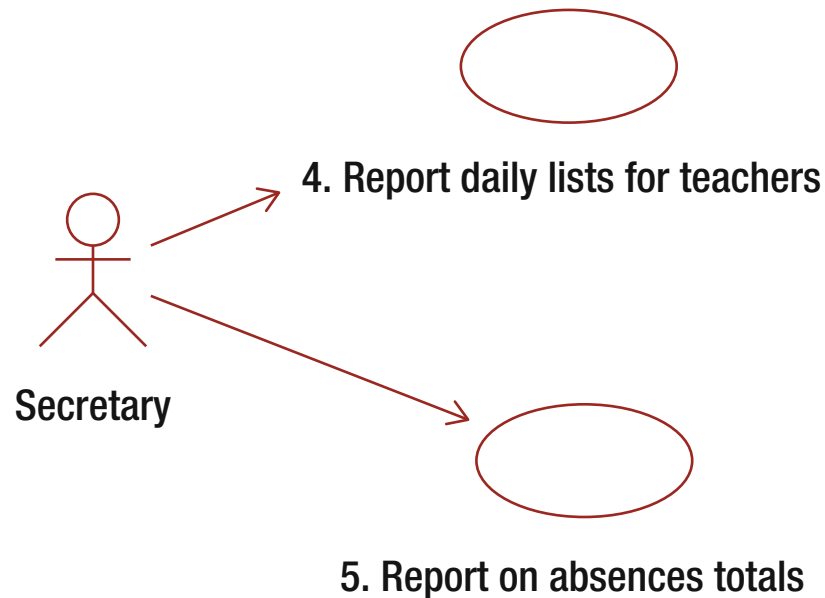 4. Report daily lists for teachers
Secretary
5. Report on absences totals